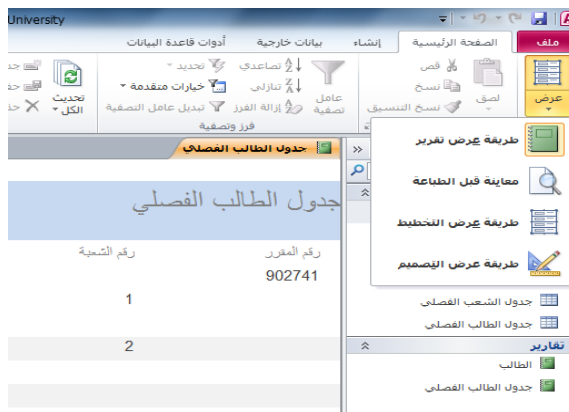 University
ملف الصفحة الرئيسية إنشاء بيانات خارجية أدوات قاعدة البيانات
عرض
لصق
قص
نسخ
نسخ التنسيق
عامل تصفية
تصاعدي
تنازلي
إزالة الفرز
تحديد
خيارات متقدمة
تبديل عامل التصفية
فرز وتصفية
تحديث الكل
طريقة عرض تقرير
معاينة قبل الطباعة
طريقة عرض التخطيط
طريقة عرض التصميم
جدول الشعب الفصلي
جدول الطالب الفصلي
تقارير
الطالب
جدول الطالب الفصلي
جدول الطالب الفصلي
جدول الطالب الفصلي
رقم المقرر رقم الشعبة
902741
1
2